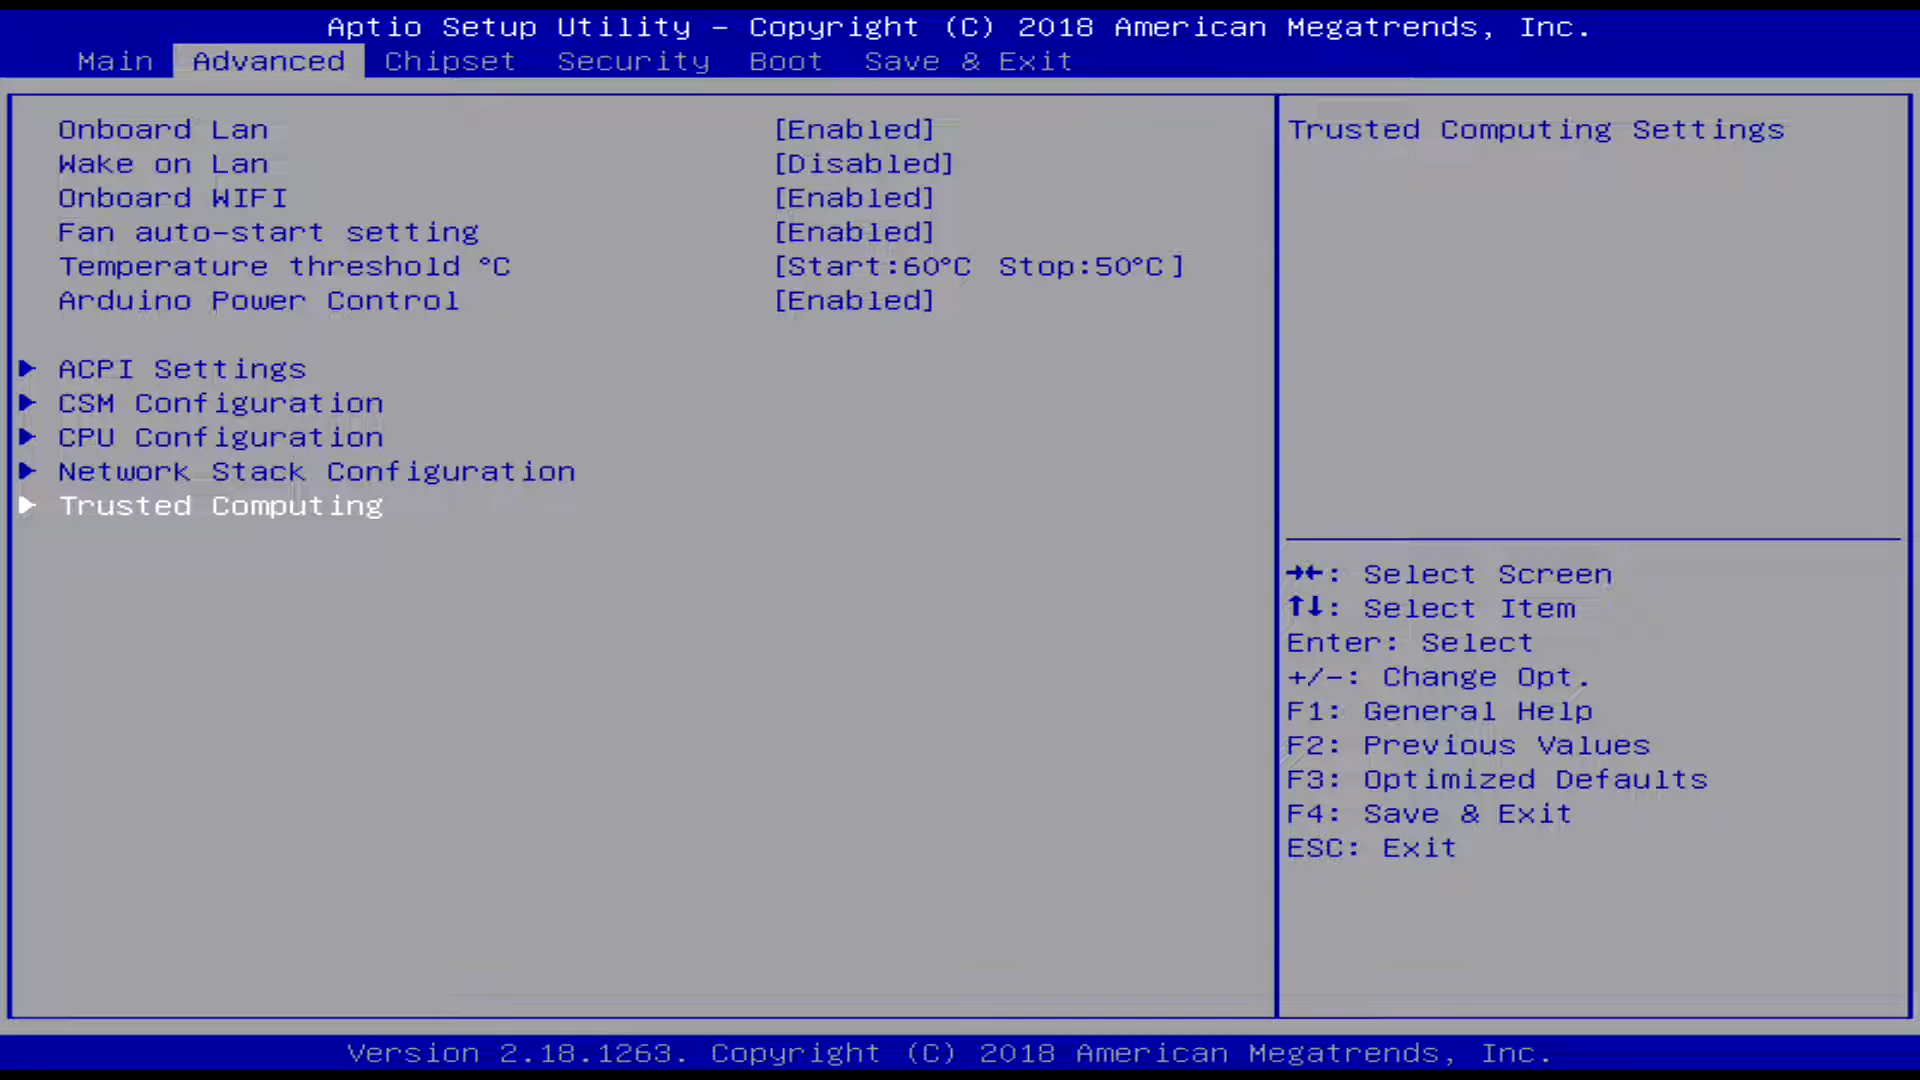 Aptio Setup Utility – Copyright (C) 2018 American Megatrends, Inc.
Main Advanced Chipset Security Boot Save & Exit
Onboard Lan [Enabled]
Wake on Lan [Disabled]
Onboard WIFI [Enabled]
Fan auto-start setting [Enabled]
Temperature threshold °C [Start:60°C Stop:50°C]
Arduino Power Control [Enabled]
► ACPI Settings
► CSM Configuration
► CPU Configuration
► Network Stack Configuration
► Trusted Computing
Trusted Computing Settings
→←: Select Screen
↑↓: Select Item
Enter: Select
+/-: Change Opt.
F1: General Help
F2: Previous Values
F3: Optimized Defaults
F4: Save & Exit
ESC: Exit
Version 2.18.1263. Copyright (C) 2018 American Megatrends, Inc.